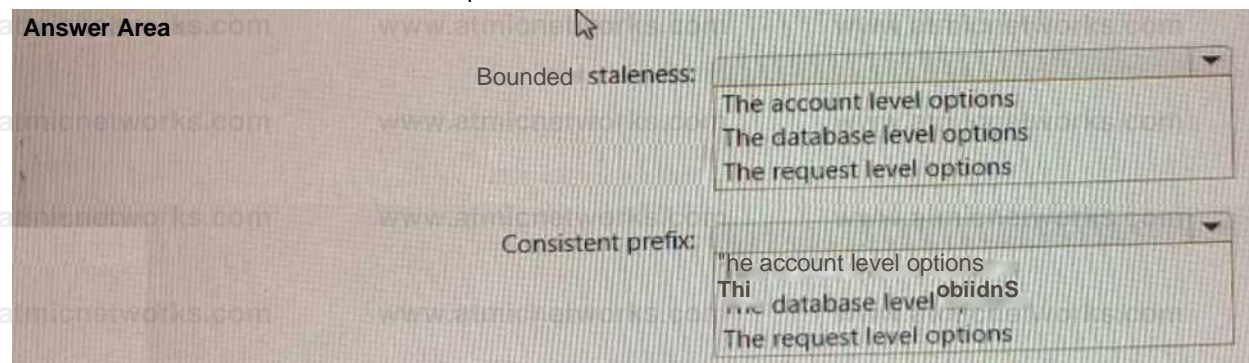 Answer Area
Bounded staleness:
The account level options
The database level options
The request level options
Consistent prefix:
"he account level options
Thi database level obiidnS
The request level options